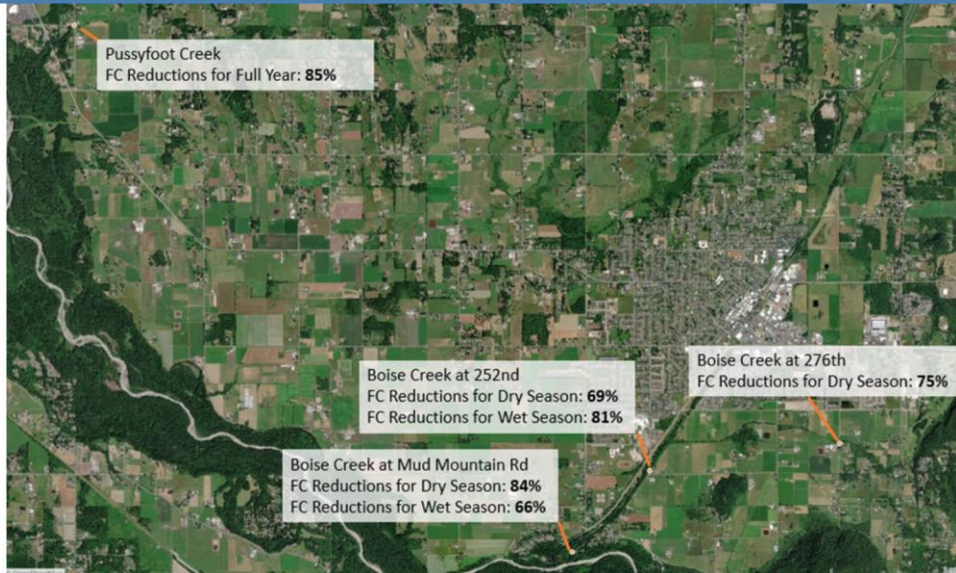 Pussyfoot Creek
FC Reductions for Full Year: 85%
Boise Creek at 276th
FC Reductions for Dry Season: 75%
Boise Creek at 252nd
FC Reductions for Dry Season: 69%
FC Reductions for Wet Season: 81%
Boise Creek at Mud Mountain Rd
FC Reductions for Dry Season: 84%
FC Reductions for Wet Season: 66%